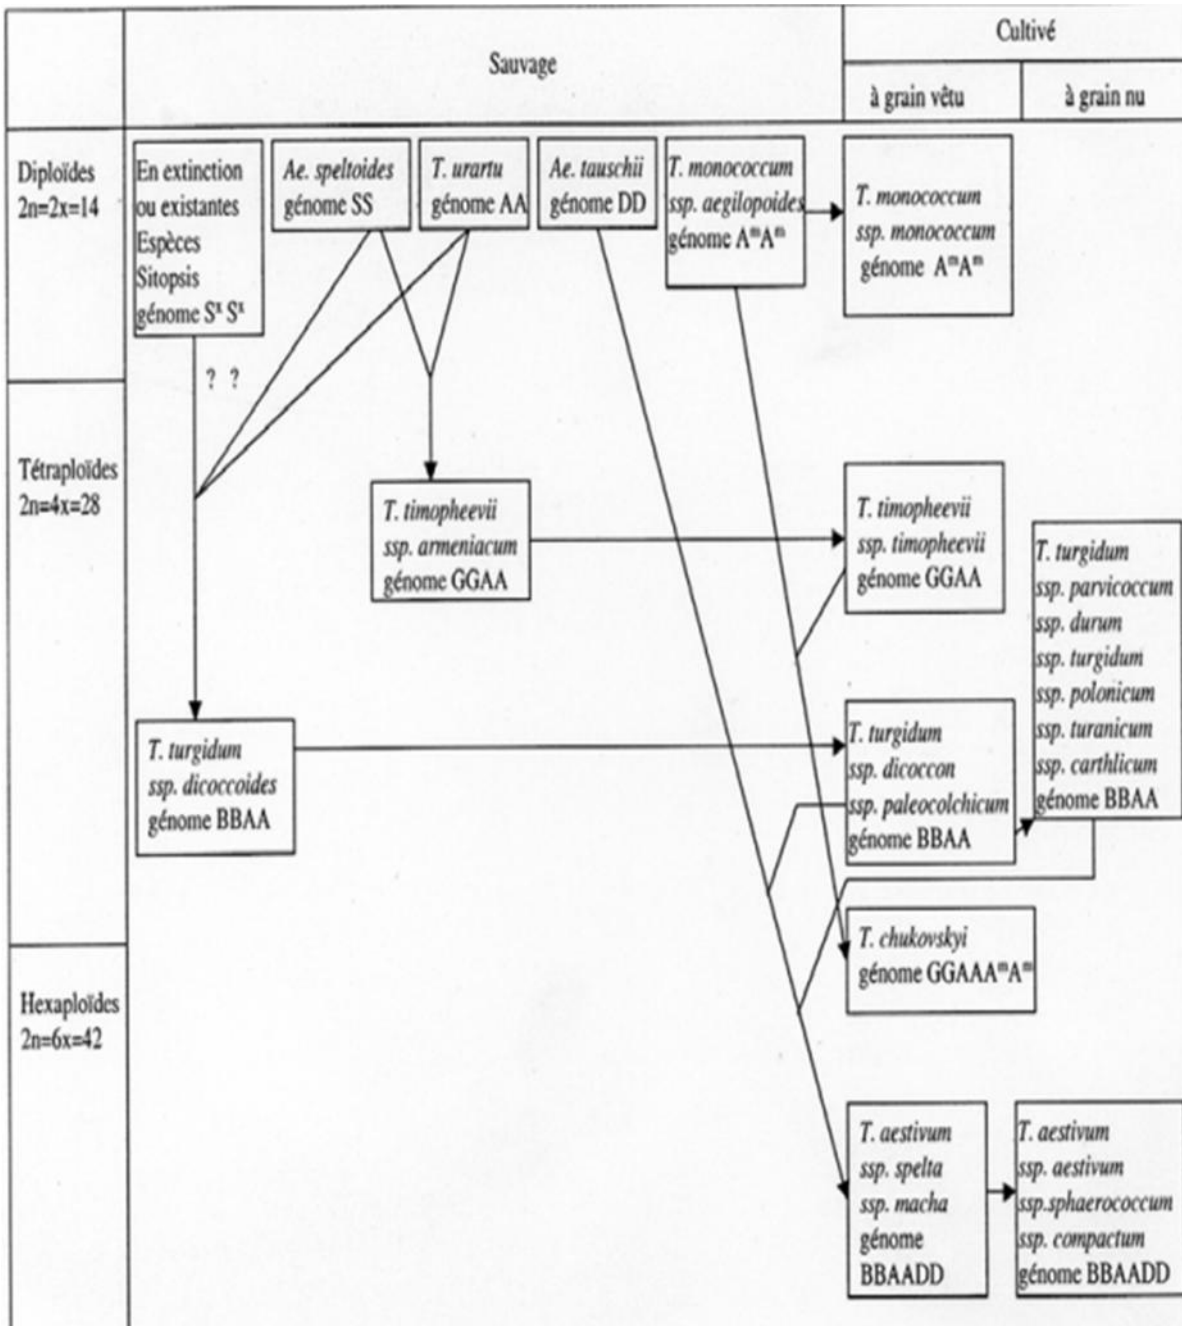 Sauvage
Cultivé
à grain vêtu
à grain nu
Diploïdes
2n=2x=14
En extinction
ou existantes
Espèces
Sitopsis
génome Sˣ Sˣ
Ae. speltoides
génome SS
T. urartu
génome AA
Ae. tauschii
génome DD
T. monococcum
ssp. aegilopoides
génome AᵐAᵐ
T. monococcum
ssp. monococcum
génome AᵐAᵐ
? ?
Tétraploïdes
2n=4x=28
T. timopheevii
ssp. armeniacum
génome GGAA
T. timopheevii
ssp. timopheevii
génome GGAA
T. turgidum
ssp. parvicoccum
ssp. durum
ssp. turgidum
ssp. polonicum
ssp. turanicum
ssp. carthlicum
génome BBAA
T. turgidum
ssp. dicoccoides
génome BBAA
T. turgidum
ssp. dicoccon
ssp. paleocolchicum
génome BBAA
Hexaploïdes
2n=6x=42
T. chukovskyi
génome GGAAAᵐAᵐ
T. aestivum
ssp. spelta
ssp. macha
génome
BBAADD
T. aestivum
ssp. aestivum
ssp.sphaerococcum
ssp. compactum
génome BBAADD